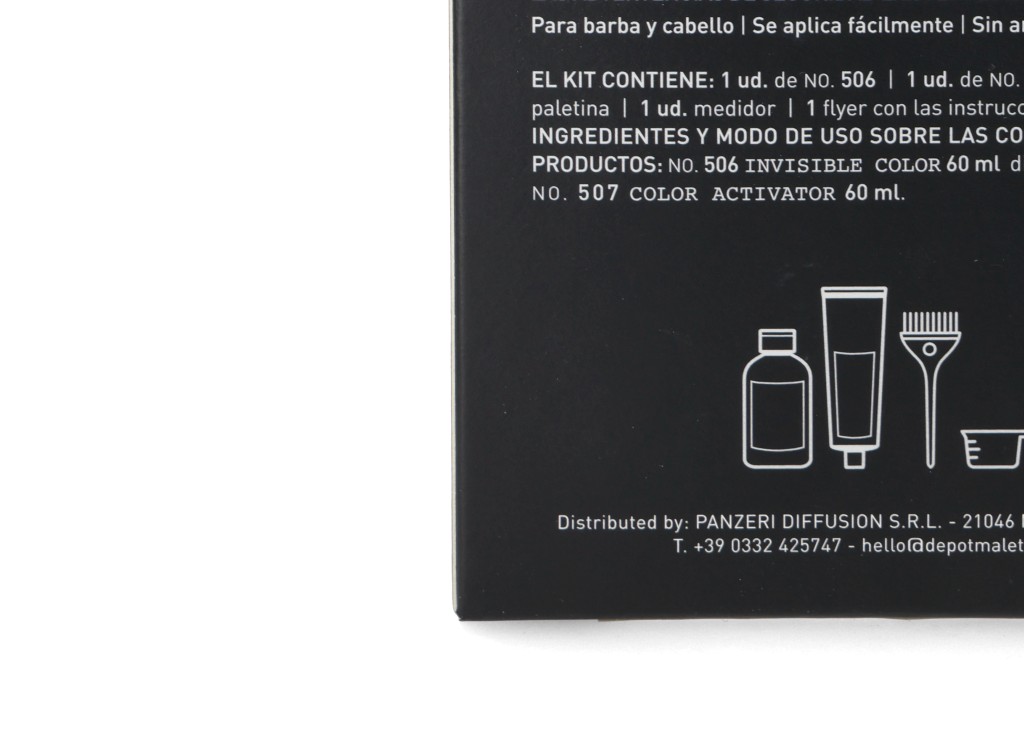 Para barba y cabello | Se aplica fácilmente | Sin
EL KIT CONTIENE: 1 ud. de NO. 506 | 1 ud. de NO.
paletina | 1 ud. medidor | 1 flyer con las
INGREDIENTES Y MODO DE USO SOBRE LAS
PRODUCTOS: NO. 506 INVISIBLE COLOR 60 ml
NO. 507 COLOR ACTIVATOR 60 ml.
Distributed by: PANZERI DIFFUSION S.R.L. - 21046
T. +39 0332 425747 - hello@depotmalet